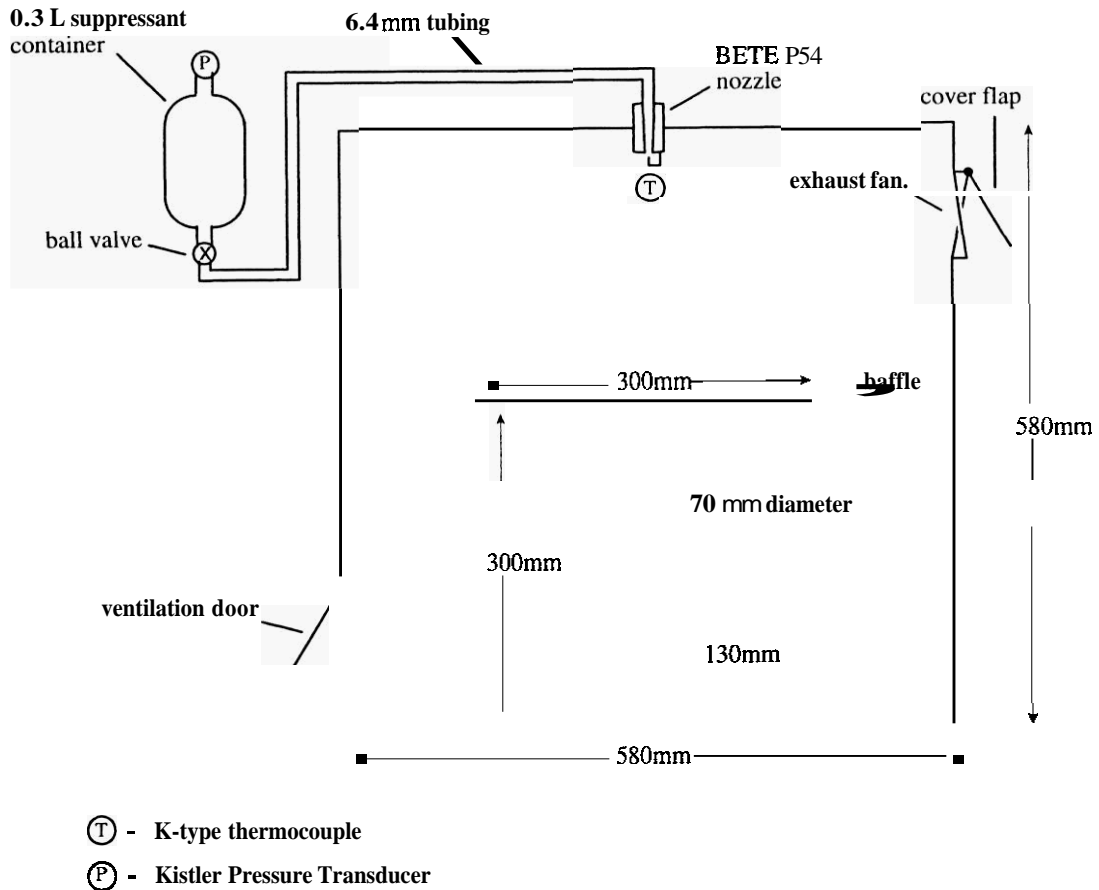 0.3 L suppressant
container
P
6.4 mm tubing
BETE P54
nozzle
cover flap
T
exhaust fan.
ball valve
X
300mm
baffle
580mm
70 mm diameter
300mm
ventilation door
130mm
580mm
T - K-type thermocouple
P - Kistler Pressure Transducer